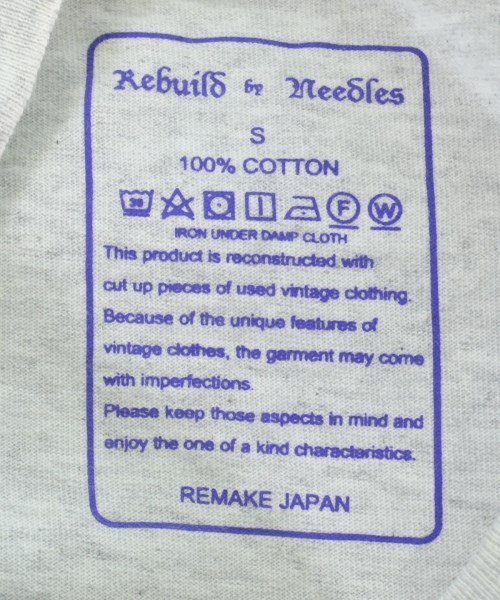 Rebuild by Needles
S
100% COTTON
30 F W
IRON UNDER DAMP CLOTH
This product is reconstructed with
cut up pieces of used vintage clothing.
Because of the unique features of
vintage clothes, the garment may come
with imperfections.
Please keep those aspects in mind and
enjoy the one of a kind characteristics.
REMAKE JAPAN